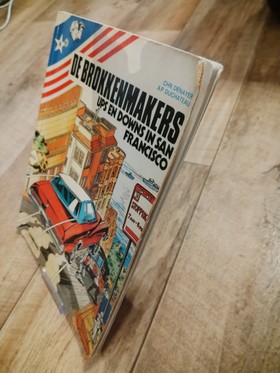 CHR. DENAYER
A.P. DUCHATEAU
DE BROKKENMAKERS
UPS EN DOWNS IN SAN
FRANCISCO